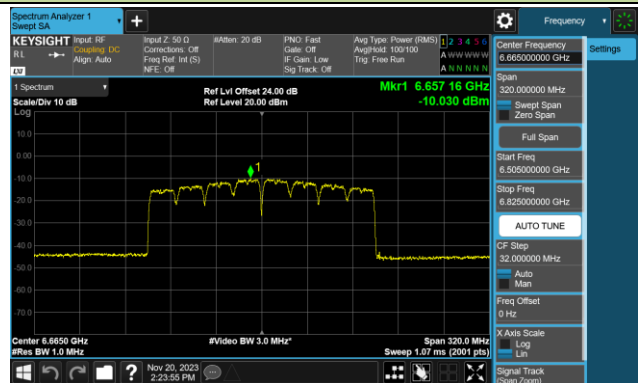 Spectrum Analyzer 1
Swept SA
+
Frequency
KEYSIGHT
Input: RF
Input Z: 50 Ω
#Atten: 20 dB
PNO: Fast
Avg Type: Power (RMS)
1 2 3 4 5 6
RL
Coupling: DC
Corrections: Off
Gate: Off
Avg|Hold: 100/100
A W W W W W
Align: Auto
Freq Ref: Int (S)
IF Gain: Low
Trig: Free Run
NFE: Off
Sig Track: Off
A N N N N N
LXI
1 Spectrum
Ref Lvl Offset 24.00 dB
Mkr1 6.657 16 GHz
Scale/Div 10 dB
Ref Level 20.00 dBm
-10.030 dBm
Log
10.0
0.00
-10.0
-20.0
-30.0
-40.0
-50.0
-60.0
-70.0
1
Center 6.6650 GHz
#Video BW 3.0 MHz*
Span 320.0 MHz
#Res BW 1.0 MHz
Sweep 1.07 ms (2001 pts)
?
Nov 20, 2023
2:23:55 PM
Center Frequency
6.665000000 GHz
Settings
Span
320.000000 MHz
Swept Span
Zero Span
Full Span
Start Freq
6.505000000 GHz
Stop Freq
6.825000000 GHz
AUTO TUNE
CF Step
32.000000 MHz
Auto
Man
Freq Offset
0 Hz
X Axis Scale
Log
Lin
Signal Track
(Span Zoom)